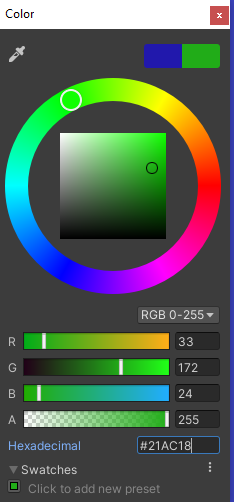 Color
x
RGB 0-255
R 33
G 172
B 24
A 255
Hexadecimal #21AC18
Swatches
Click to add new preset